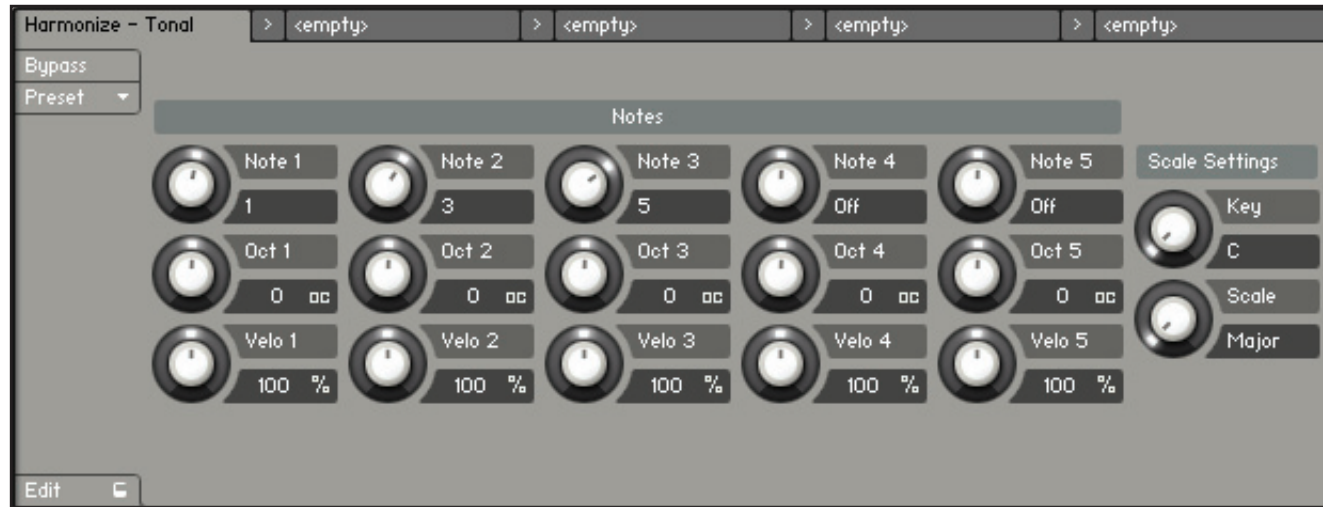 Harmonize - Tonal > <empty> > <empty> > <empty> > <empty>
Bypass
Preset
Notes
Note 1 Note 2 Note 3 Note 4 Note 5 Scale Settings
1 3 5 Off Off Key
Oct 1 Oct 2 Oct 3 Oct 4 Oct 5 C
0 oc 0 oc 0 oc 0 oc 0 oc Scale
Velo 1 Velo 2 Velo 3 Velo 4 Velo 5 Major
100 % 100 % 100 % 100 % 100 %
Edit